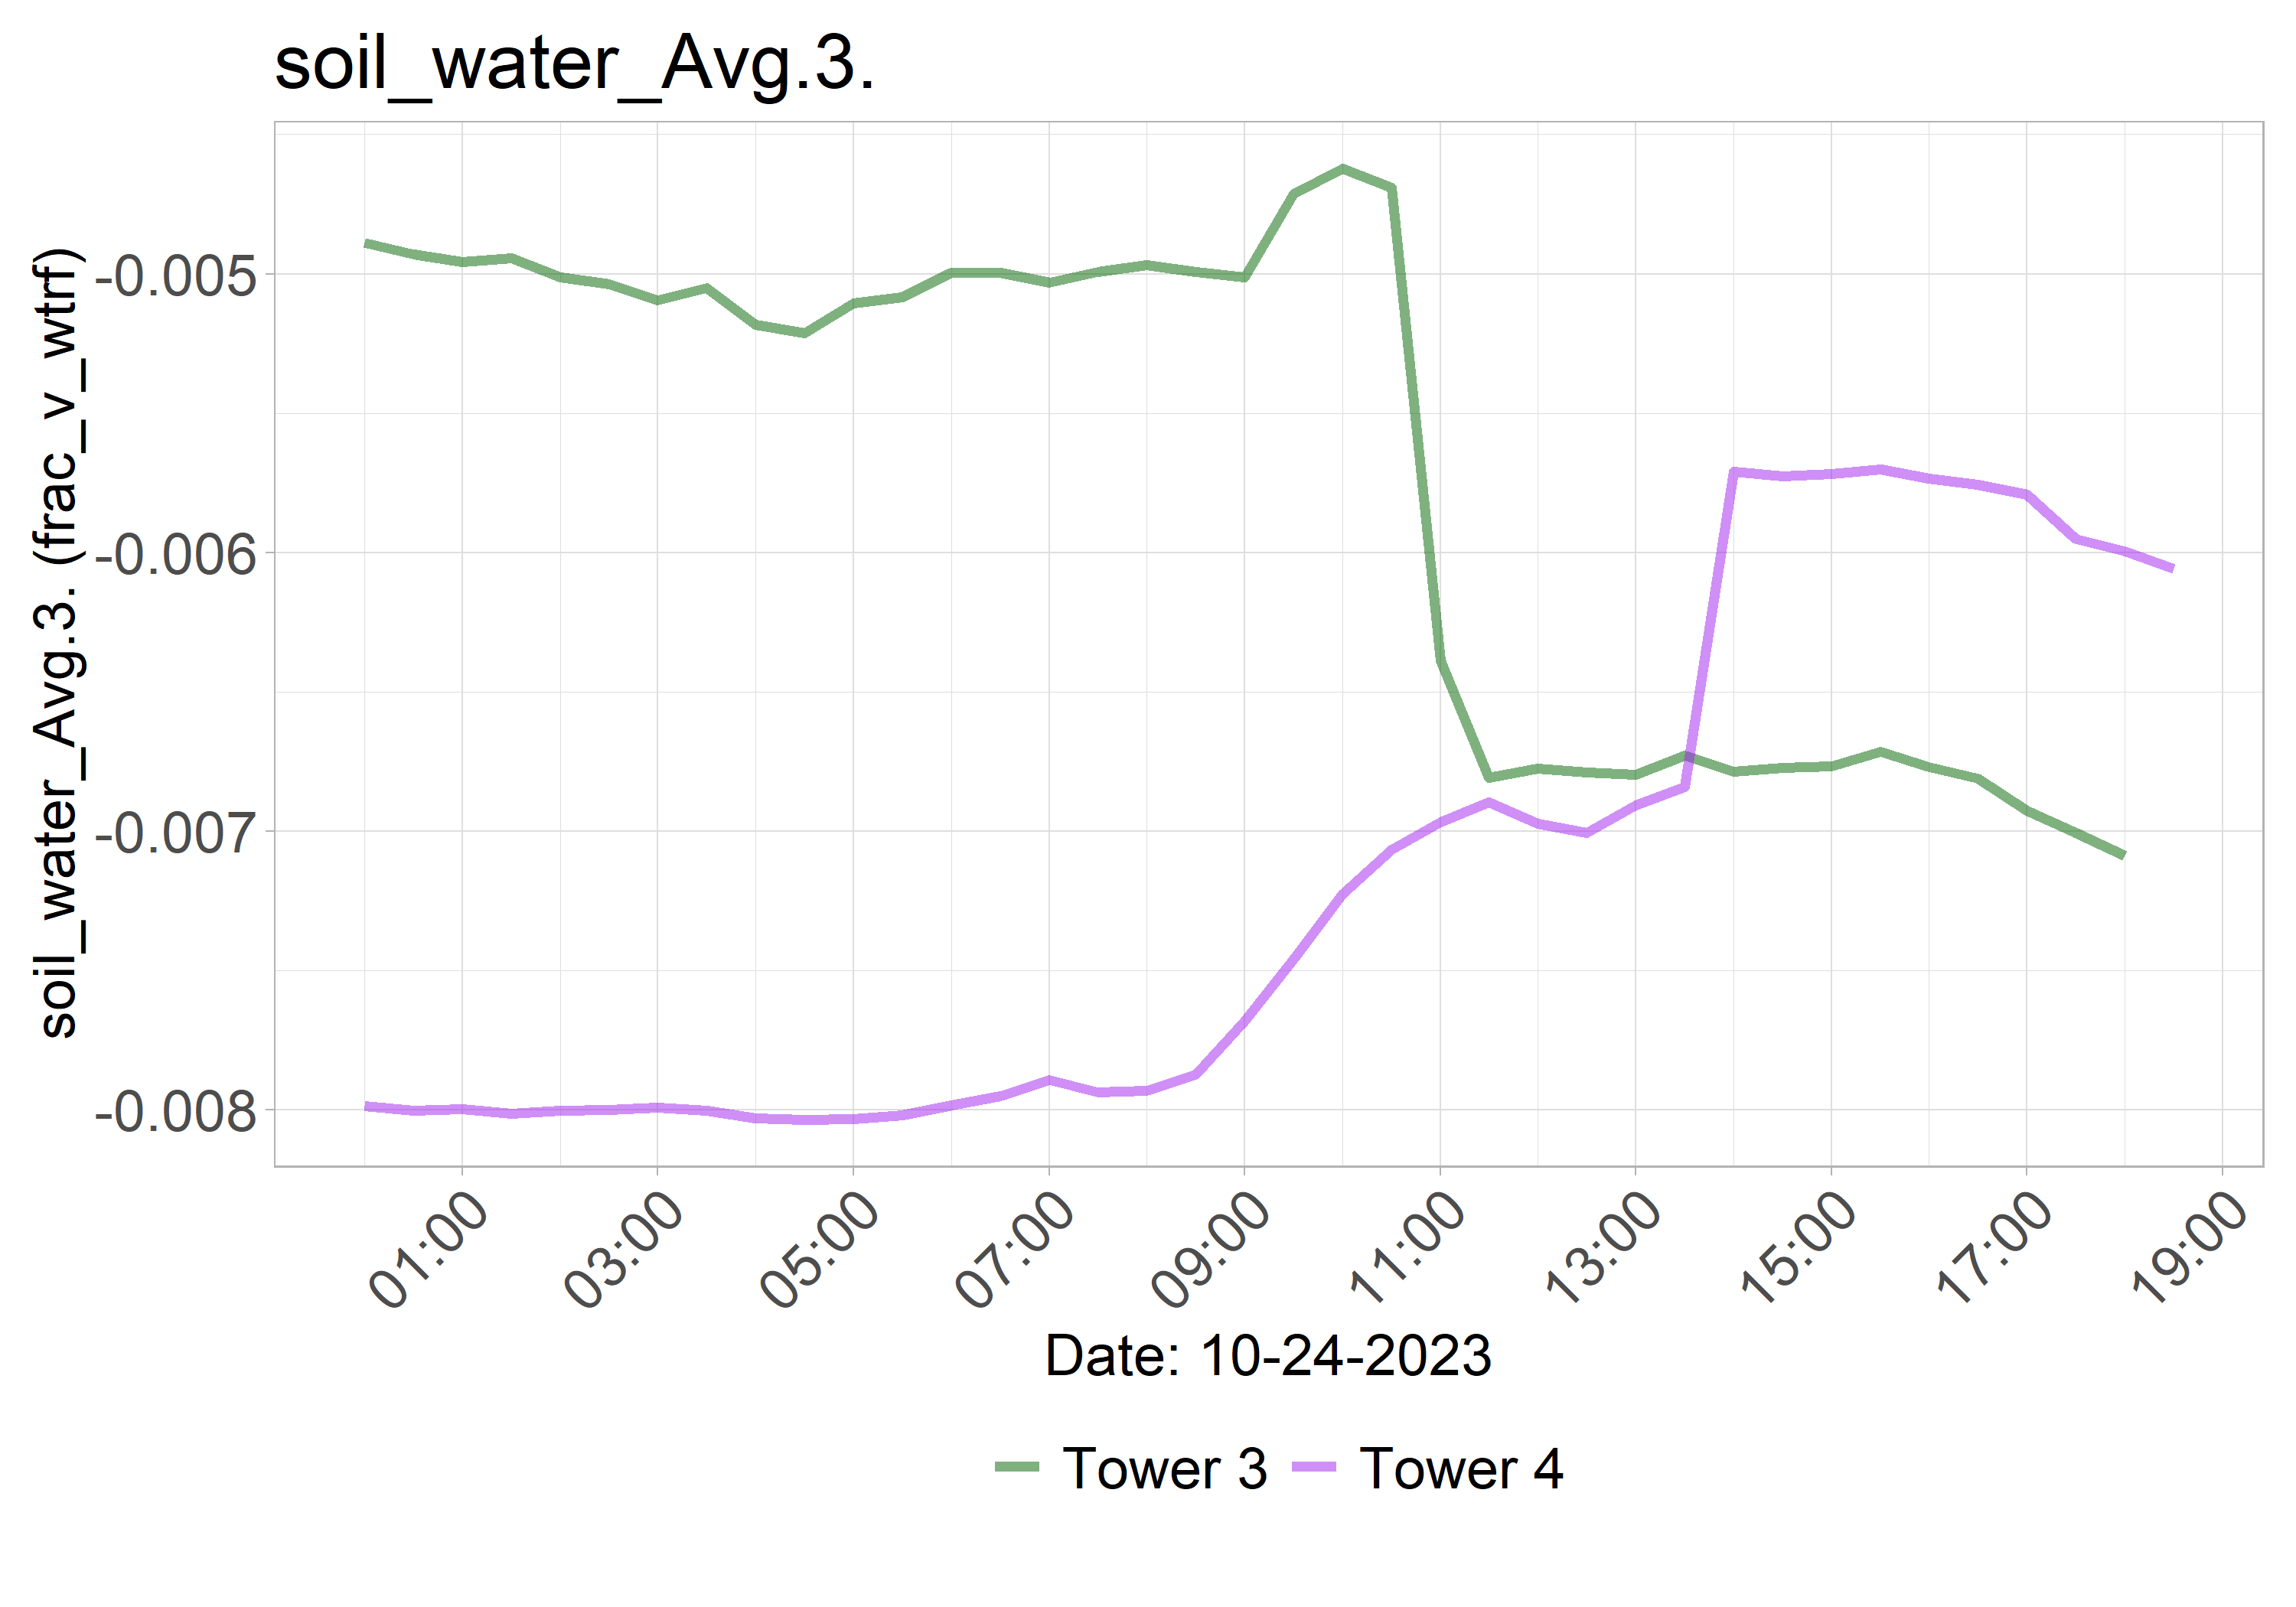 soil_water_Avg.3.
soil_water_Avg.3. (frac_v_wtrf)
-0.005
-0.006
-0.007
-0.008
01:00
03:00
05:00
07:00
09:00
11:00
13:00
15:00
17:00
19:00
Date: 10-24-2023
Tower 3
Tower 4